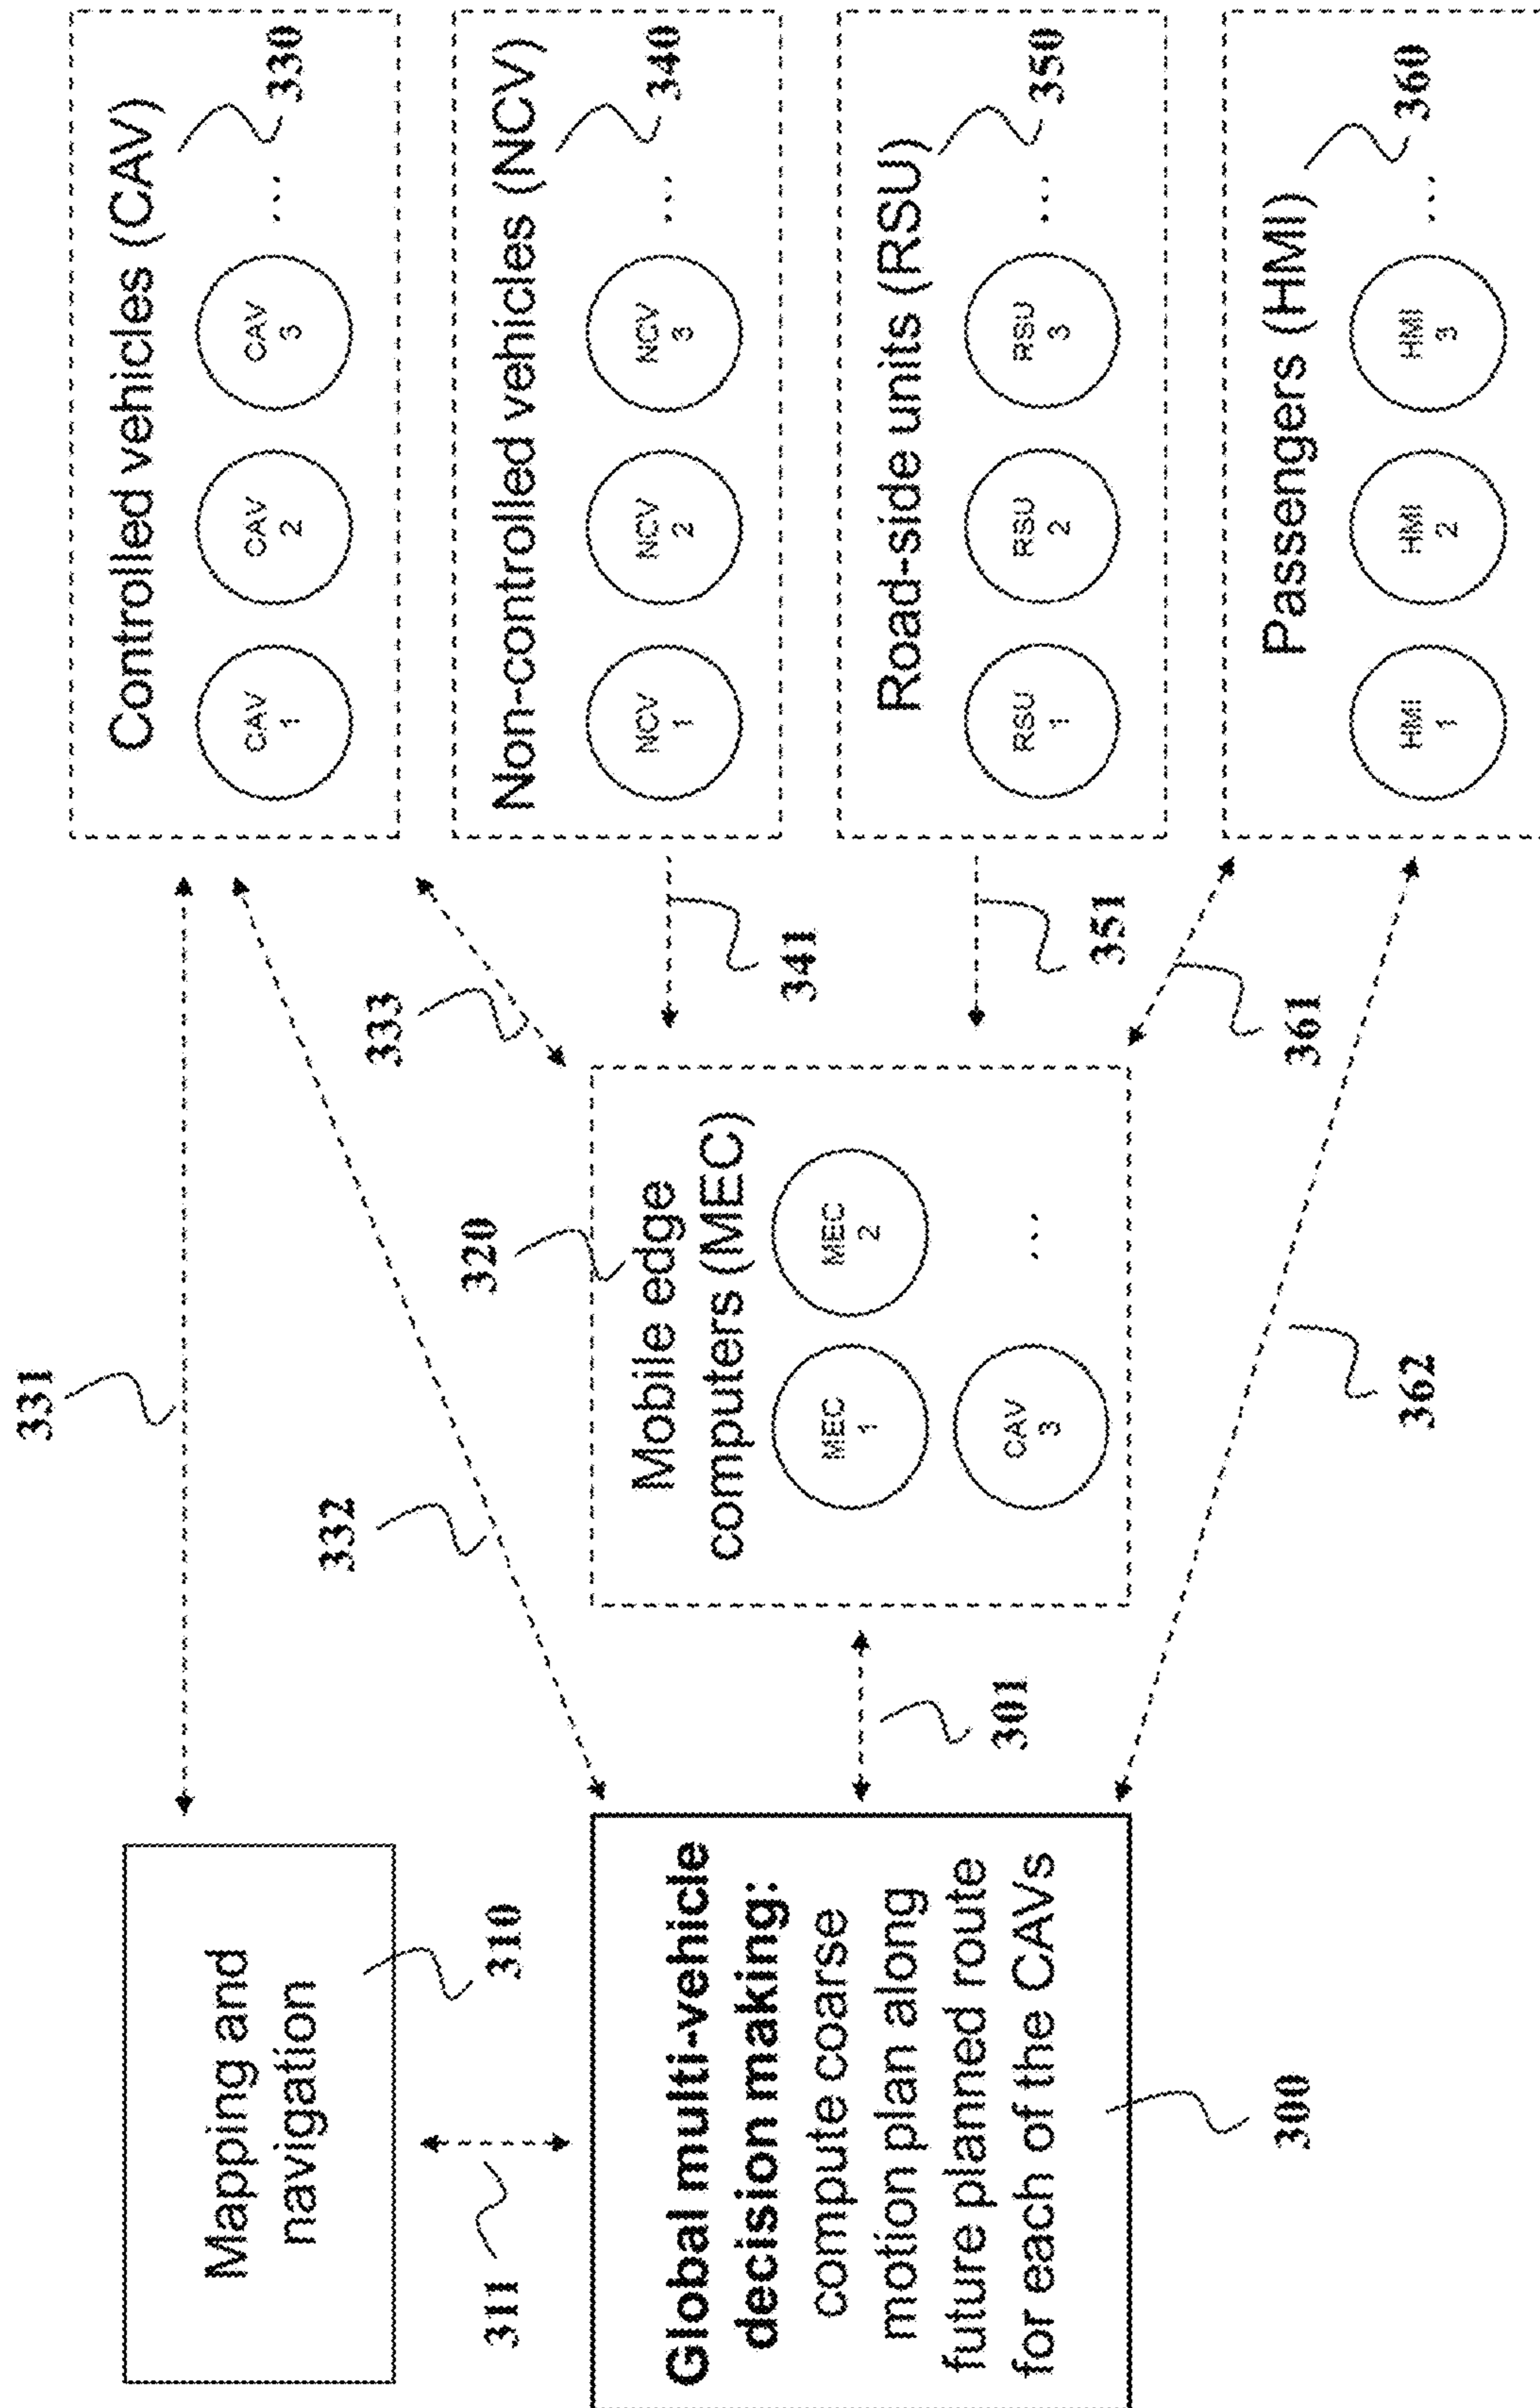 331
Mapping and
navigation
310
311
332
333
Global multi-vehicle
decision making:
compute coarse
motion plan along
future planned route
for each of the CAVs
300
301
320
Mobile edge
computers (MEC)
MEC
1
MEC
2
CAV
3
...
341
351
361
362
Controlled vehicles (CAV)
330
CAV
1
CAV
2
CAV
3
...
Non-controlled vehicles (NCV)
340
NCV
1
NCV
2
NCV
3
...
Road-side units (RSU)
350
RSU
1
RSU
2
RSU
3
...
Passengers (HMI)
360
HMI
1
HMI
2
HMI
3
...